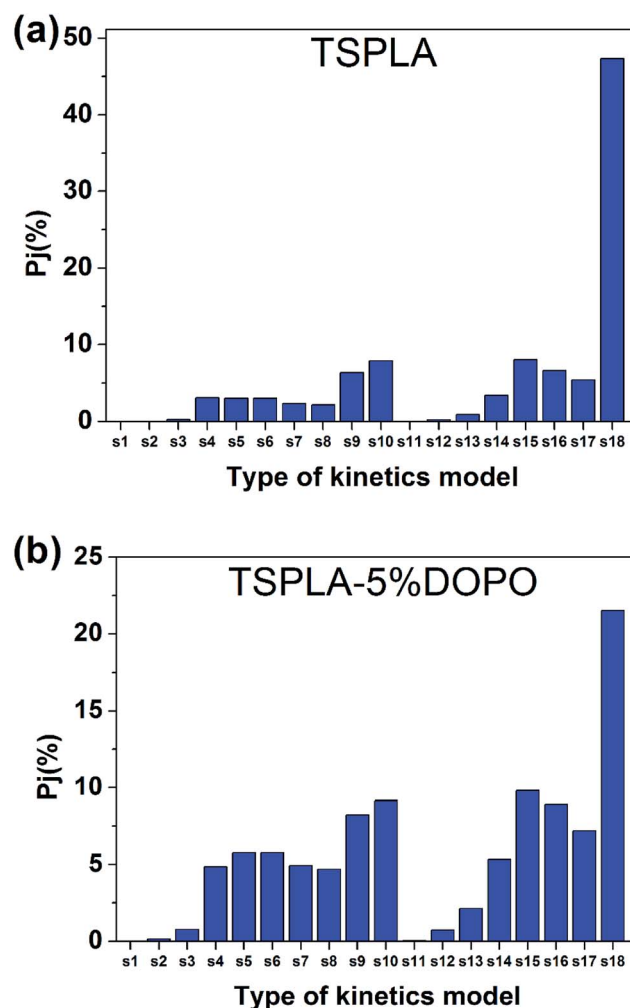 (a)
TSPLA
50
40
30
20
10
0
Pj(%)
s1 s2 s3 s4 s5 s6 s7 s8 s9 s10 s11 s12 s13 s14 s15 s16 s17 s18
Type of kinetics model
(b)
TSPLA-5%DOPO
25
20
15
10
5
0
Pj(%)
s1 s2 s3 s4 s5 s6 s7 s8 s9 s10 s11 s12 s13 s14 s15 s16 s17 s18
Type of kinetics model